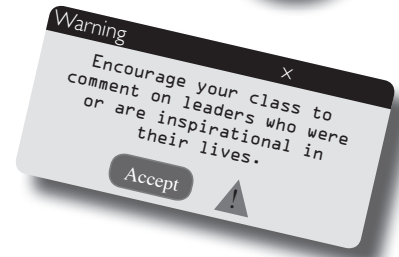 Warning
X
Encourage your class to
comment on leaders who were
or are inspirational in
their lives.
Accept
!